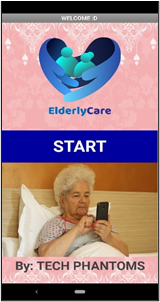 WELCOME :D
ElderlyCare
START
By: TECH PHANTOMS